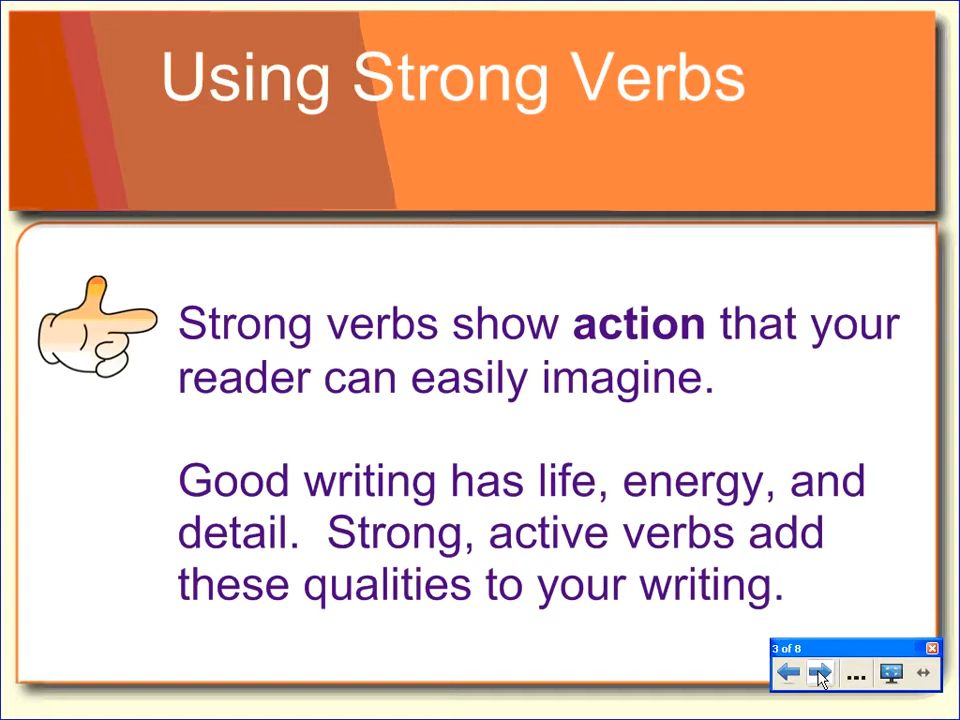 Using Strong Verbs
Strong verbs show action that your
reader can easily imagine.
Good writing has life, energy, and
detail.  Strong, active verbs add
these qualities to your writing.
3 of 8
...